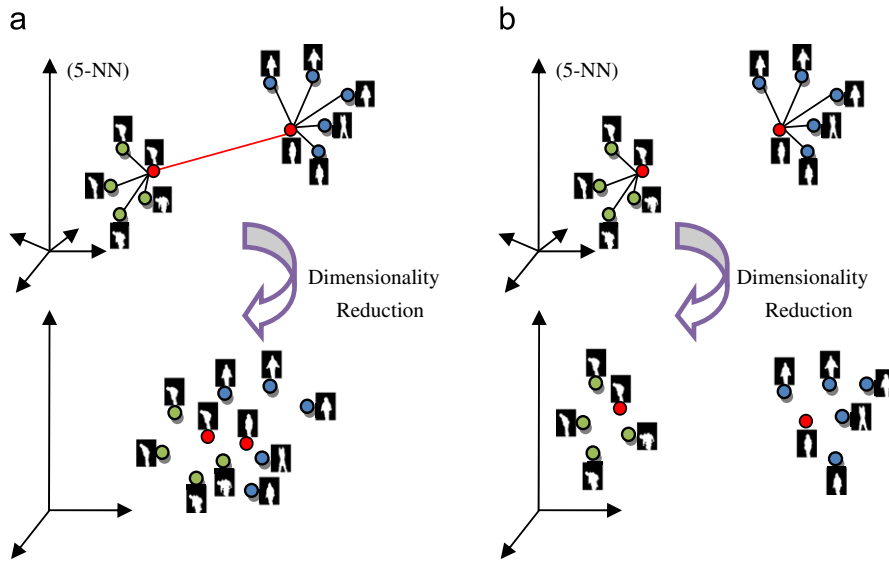 a
b
(5-NN)
(5-NN)
Dimensionality
Reduction
Dimensionality
Reduction